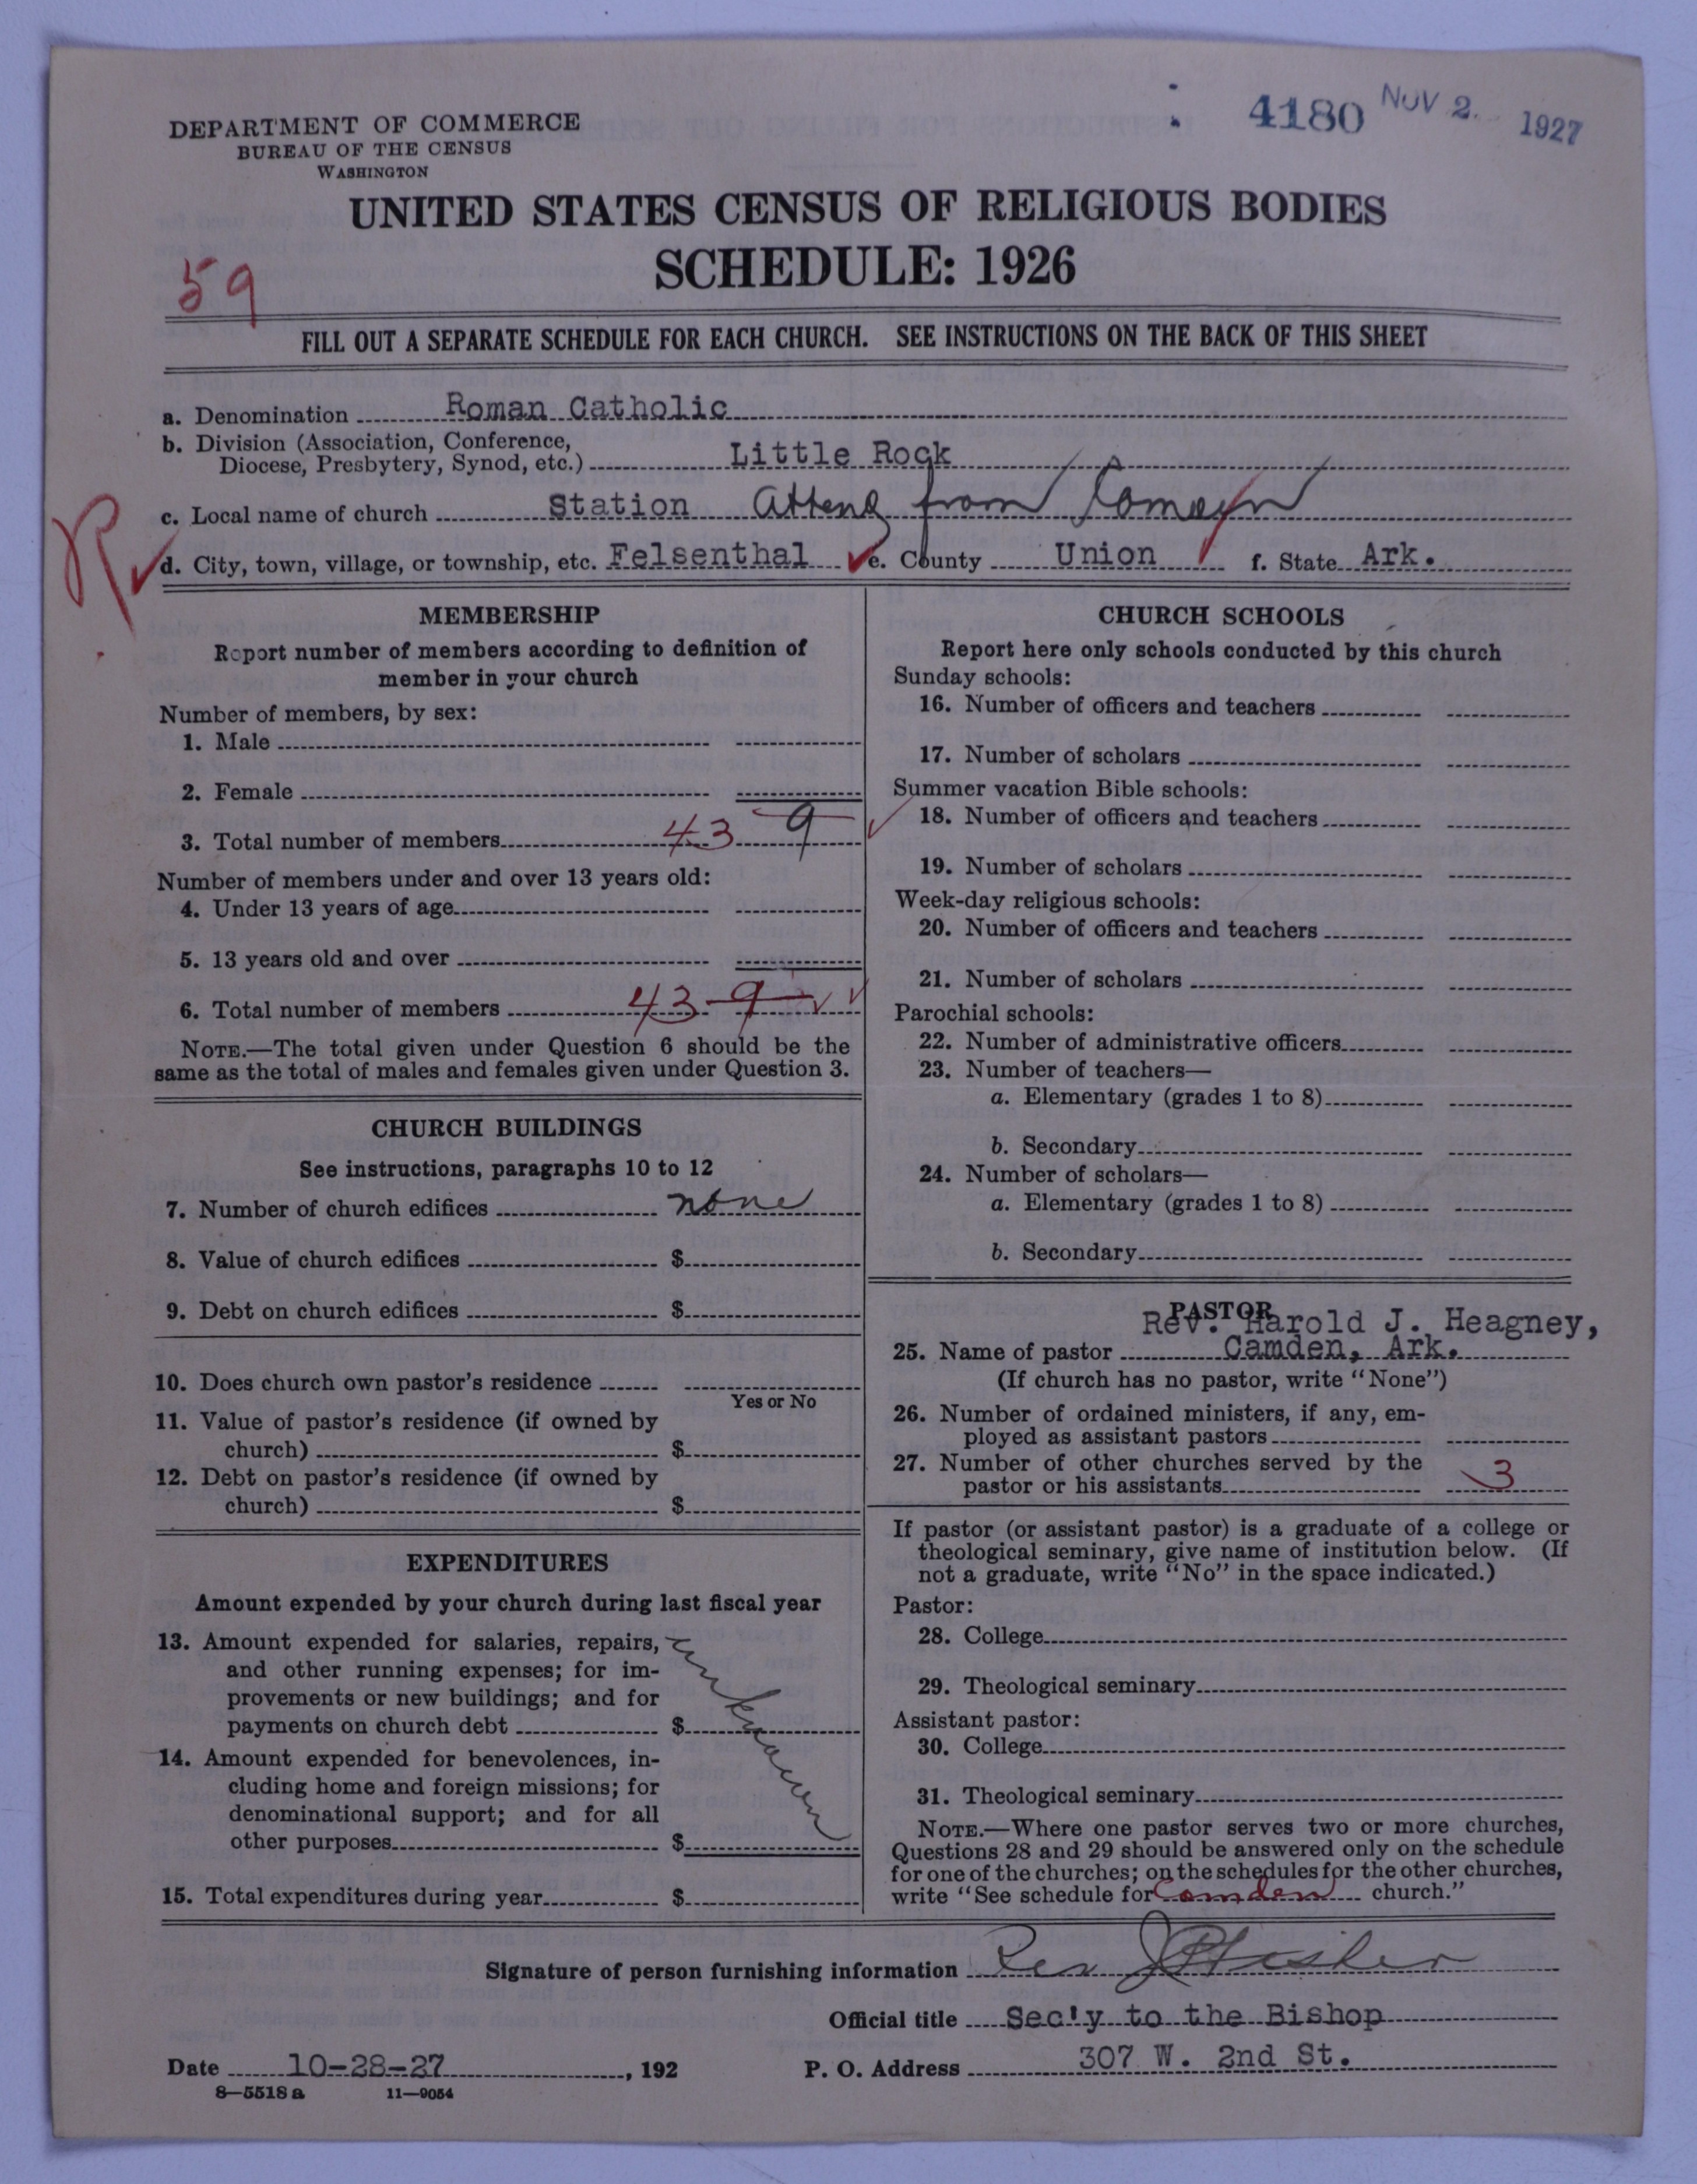 4180 NOV 2. 1927
DEPARTMENT OF COMMERCE
BUREAU OF THE CENSUS
WASHINGTON
UNITED STATES CENSUS OF RELIGIOUS BODIES
SCHEDULE: 1926
59
FILL OUT A SEPARATE SCHEDULE FOR EACH CHURCH. SEE INSTRUCTIONS ON THE BACK OF THIS SHEET
a. Denomination Roman Catholic
b. Division (Association, Conference,
Diocese, Presbytery, Synod, etc.) Little Rock
c. Local name of church Station Attend from Camden
d. City, town, village, or township, etc. Felsenthal e. County Union f. State Ark.
MEMBERSHIP
Report number of members according to definition of
member in your church
Number of members, by sex:
1. Male
2. Female
3. Total number of members 43 9
Number of members under and over 13 years old:
4. Under 13 years of age
5. 13 years old and over
6. Total number of members 43 9
NOTE.—The total given under Question 6 should be the
same as the total of males and females given under Question 3.
CHURCH BUILDINGS
See instructions, paragraphs 10 to 12
7. Number of church edifices none
8. Value of church edifices $
9. Debt on church edifices $
10. Does church own pastor's residence
Yes or No
11. Value of pastor's residence (if owned by
church) $
12. Debt on pastor's residence (if owned by
church) $
EXPENDITURES
Amount expended by your church during last fiscal year
13. Amount expended for salaries, repairs,
and other running expenses; for im-
provements or new buildings; and for
payments on church debt $ unknown
14. Amount expended for benevolences, in-
cluding home and foreign missions; for
denominational support; and for all
other purposes $
15. Total expenditures during year $
CHURCH SCHOOLS
Report here only schools conducted by this church
Sunday schools:
16. Number of officers and teachers
17. Number of scholars
Summer vacation Bible schools:
18. Number of officers and teachers
19. Number of scholars
Week-day religious schools:
20. Number of officers and teachers
21. Number of scholars
Parochial schools:
22. Number of administrative officers
23. Number of teachers—
a. Elementary (grades 1 to 8)
b. Secondary
24. Number of scholars—
a. Elementary (grades 1 to 8)
b. Secondary
PASTOR
Rev. Harold J. Heagney,
25. Name of pastor Camden, Ark.
(If church has no pastor, write "None")
26. Number of ordained ministers, if any, em-
ployed as assistant pastors
27. Number of other churches served by the
pastor or his assistants 3
If pastor (or assistant pastor) is a graduate of a college or
theological seminary, give name of institution below. (If
not a graduate, write "No" in the space indicated.)
Pastor:
28. College
29. Theological seminary
Assistant pastor:
30. College
31. Theological seminary
NOTE.—Where one pastor serves two or more churches,
Questions 28 and 29 should be answered only on the schedule
for one of the churches; on the schedules for the other churches,
write "See schedule for Camden church."
Signature of person furnishing information Rev
Official title Sec'y to the Bishop
Date 10-28-27, 192 P. O. Address 307 W. 2nd St.
8—5518 a 11—9054